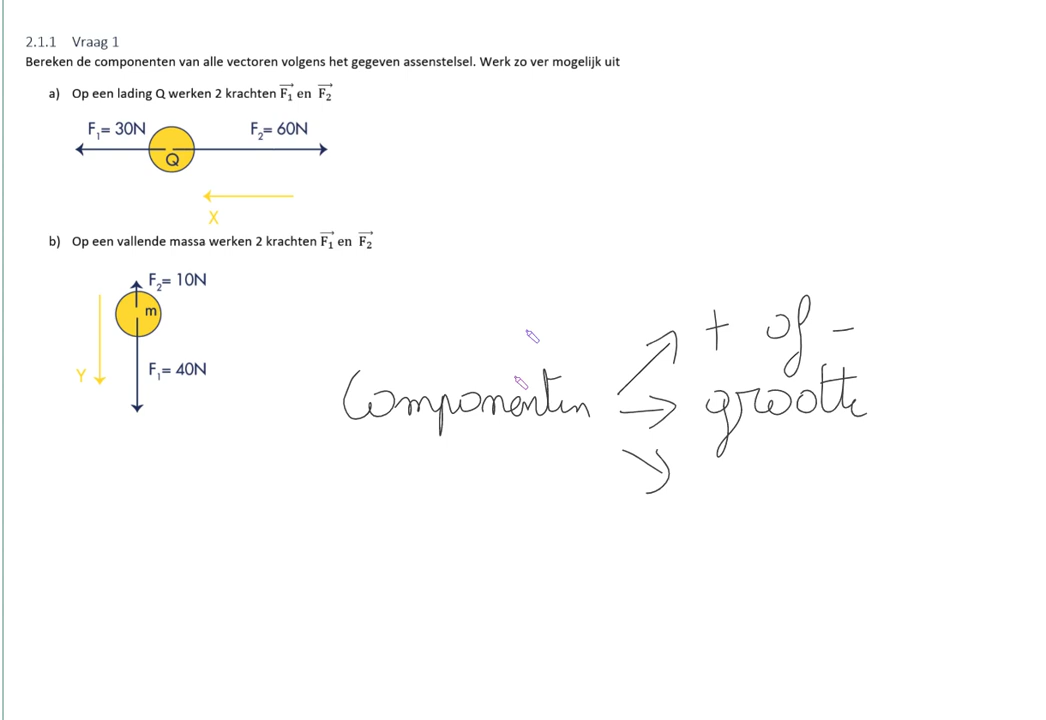 2.1.1 Vraag 1
Bereken de componenten van alle vectoren volgens het gegeven assenstelsel. Werk zo ver mogelijk uit
a) Op een lading Q werken 2 krachten F₁ en F₂
F₁= 30N F₂= 60N
Q
X
b) Op een vallende massa werken 2 krachten F₁ en F₂
F₂= 10N
m
Y F₁= 40N
+ of -
Componenten groottte